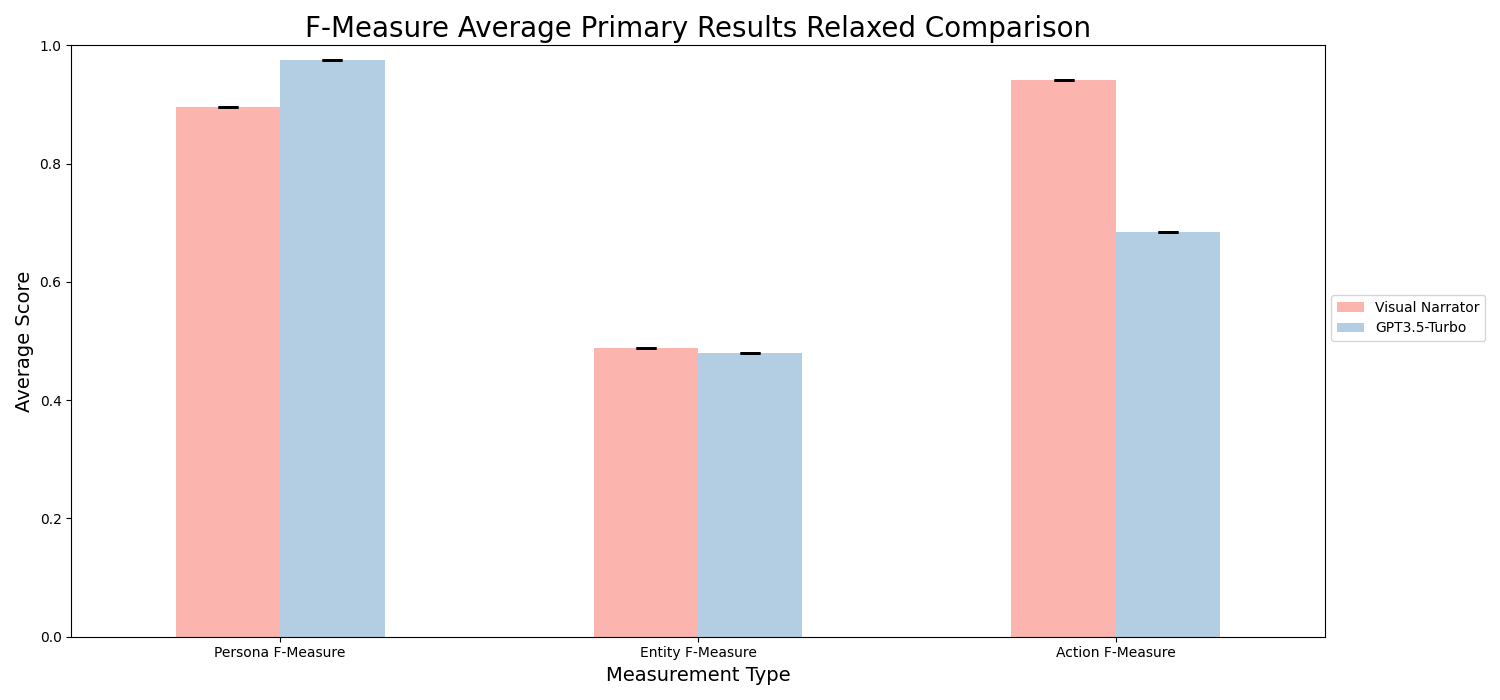 F-Measure Average Primary Results Relaxed Comparison
Average Score
1.0
0.8
0.6
0.4
0.2
0.0
Persona F-Measure
Entity F-Measure
Action F-Measure
Measurement Type
Visual Narrator
GPT3.5-Turbo